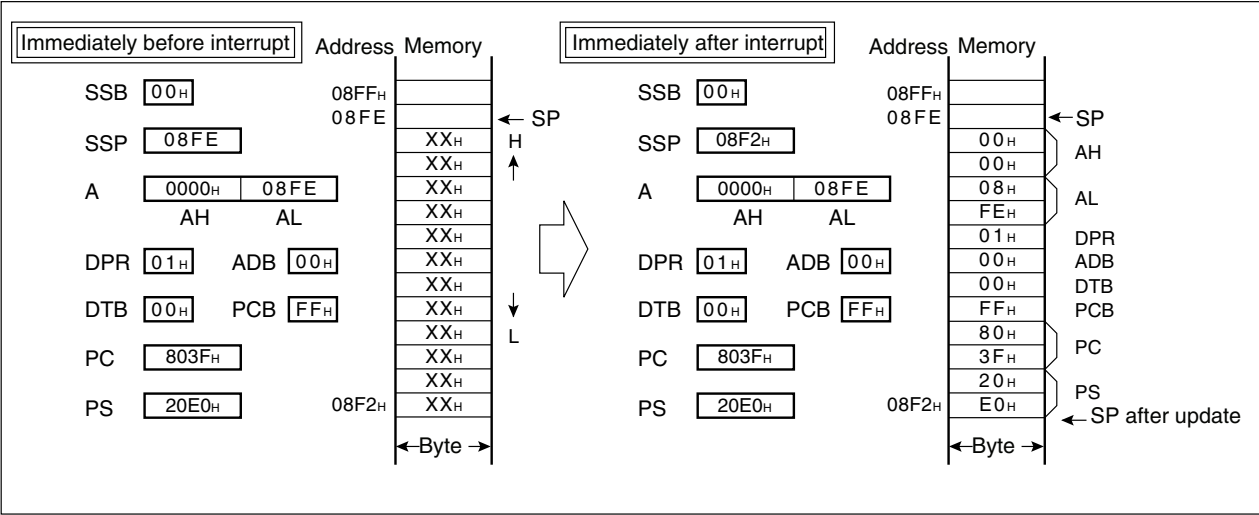 Immediately before interrupt
Address Memory
SSB 00H
08FFH
08FE
SP
SSP 08FE
XXH
H
XXH
A 0000H 08FE
XXH
AH AL
XXH
XXH
DPR 01H ADB 00H
XXH
XXH
DTB 00H PCB FFH
XXH
L
XXH
PC 803FH
XXH
XXH
PS 20E0H
08F2H
XXH
Byte
Immediately after interrupt
Address Memory
SSB 00H
08FFH
08FE
SP
SSP 08F2H
00H
AH
00H
A 0000H 08FE
08H
AL
AH AL
FEH
01H DPR
DPR 01H ADB 00H
00H ADB
00H DTB
DTB 00H PCB FFH
FFH PCB
80H
PC
PC 803FH
3FH
20H
PS
PS 20E0H
08F2H
E0H
SP after update
Byte